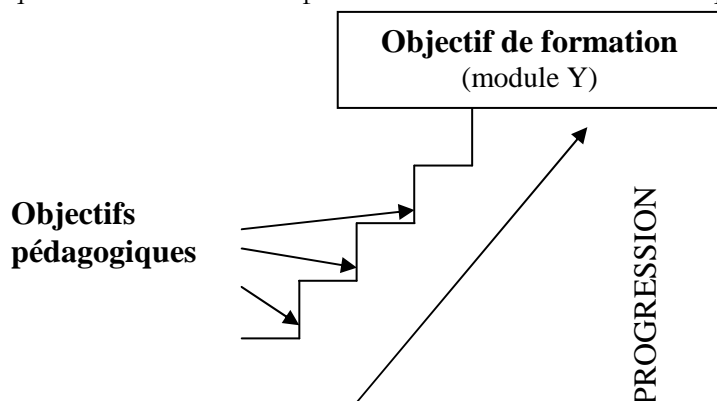 Objectif de formation
(module Y)
Objectifs
pédagogiques
PROGRESSION